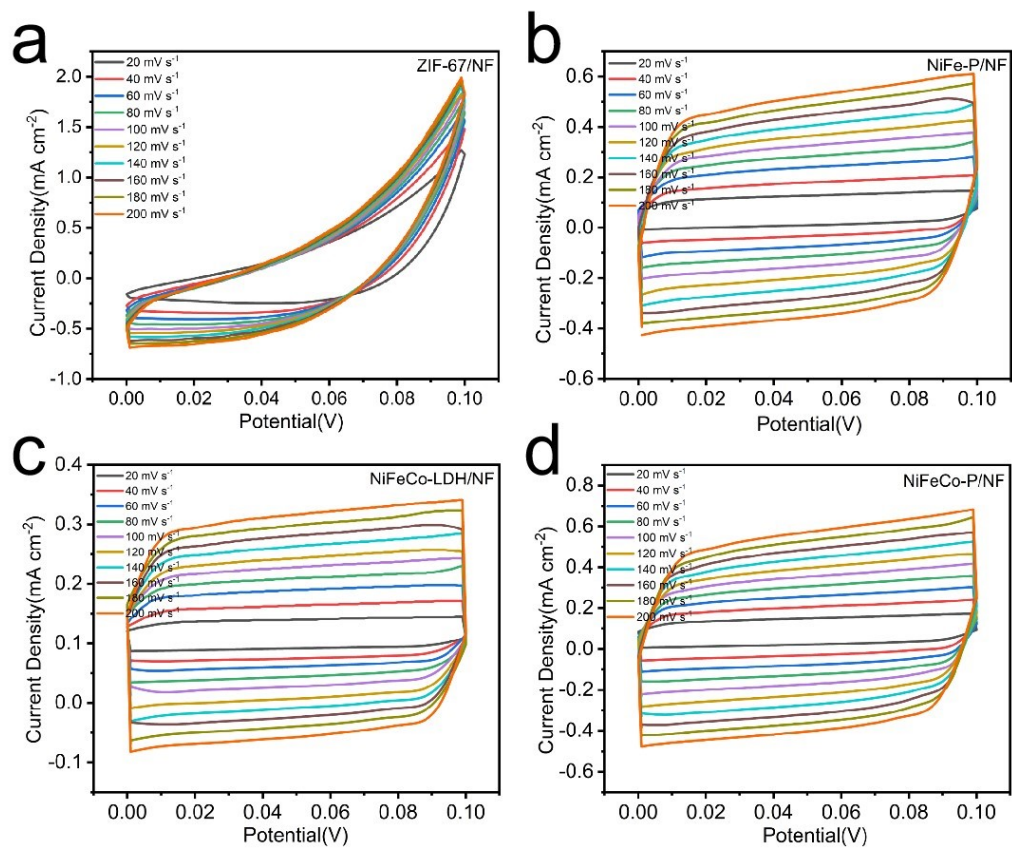 a
ZIF-67/NF
20 mV s⁻¹
40 mV s⁻¹
60 mV s⁻¹
80 mV s⁻¹
100 mV s⁻¹
120 mV s⁻¹
140 mV s⁻¹
160 mV s⁻¹
180 mV s⁻¹
200 mV s⁻¹
2.0
1.5
1.0
0.5
0.0
-0.5
-1.0
Current Density(mA cm⁻²)
0.00 0.02 0.04 0.06 0.08 0.10
Potential(V)
b
NiFe-P/NF
20 mV s⁻¹
40 mV s⁻¹
60 mV s⁻¹
80 mV s⁻¹
100 mV s⁻¹
120 mV s⁻¹
140 mV s⁻¹
160 mV s⁻¹
180 mV s⁻¹
200 mV s⁻¹
0.6
0.4
0.2
0.0
-0.2
-0.4
-0.6
Current Density(mA cm⁻²)
0.00 0.02 0.04 0.06 0.08 0.10
Potential(V)
c
NiFeCo-LDH/NF
20 mV s⁻¹
40 mV s⁻¹
60 mV s⁻¹
80 mV s⁻¹
100 mV s⁻¹
120 mV s⁻¹
140 mV s⁻¹
160 mV s⁻¹
180 mV s⁻¹
200 mV s⁻¹
0.4
0.3
0.2
0.1
0.0
-0.1
Current Density(mA cm⁻²)
0.00 0.02 0.04 0.06 0.08 0.10
Potential(V)
d
NiFeCo-P/NF
20 mV s⁻¹
40 mV s⁻¹
60 mV s⁻¹
80 mV s⁻¹
100 mV s⁻¹
120 mV s⁻¹
140 mV s⁻¹
160 mV s⁻¹
180 mV s⁻¹
200 mV s⁻¹
0.8
0.6
0.4
0.2
0.0
-0.2
-0.4
-0.6
Current Density(mA cm⁻²)
0.00 0.02 0.04 0.06 0.08 0.10
Potential(V)